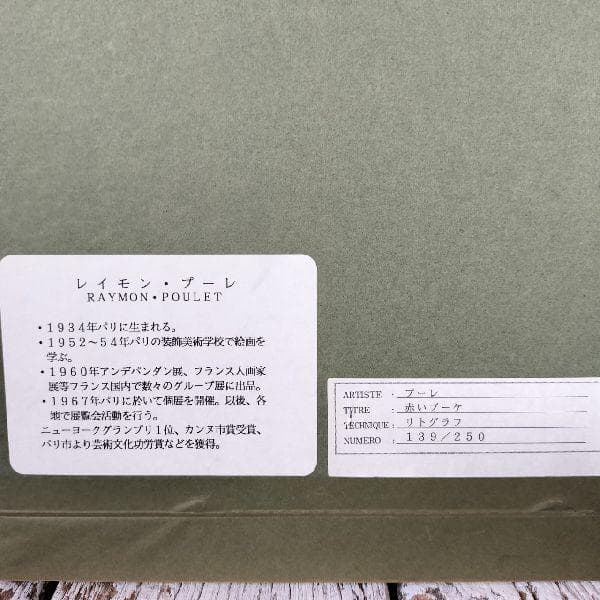 レイモン・プーレ
RAYMON・POULET
・1934年パリに生まれる。
・1952～54年パリの装飾美術学校で絵画を
学ぶ。
・1960年アンデパンダン展、フランス人画家
展等フランス国内で数々のグループ展に出品。
・1967年パリに於いて個展を開催。以後、各
地で展覧会活動を行う。
ニューヨークグランプリ1位、カンヌ市賞受賞、
パリ市より芸術文化功労賞などを獲得。
ARTISTE : プーレ
TITRE : 赤いブーケ
TECHNIQUE : リトグラフ
NUMERO : 139/250